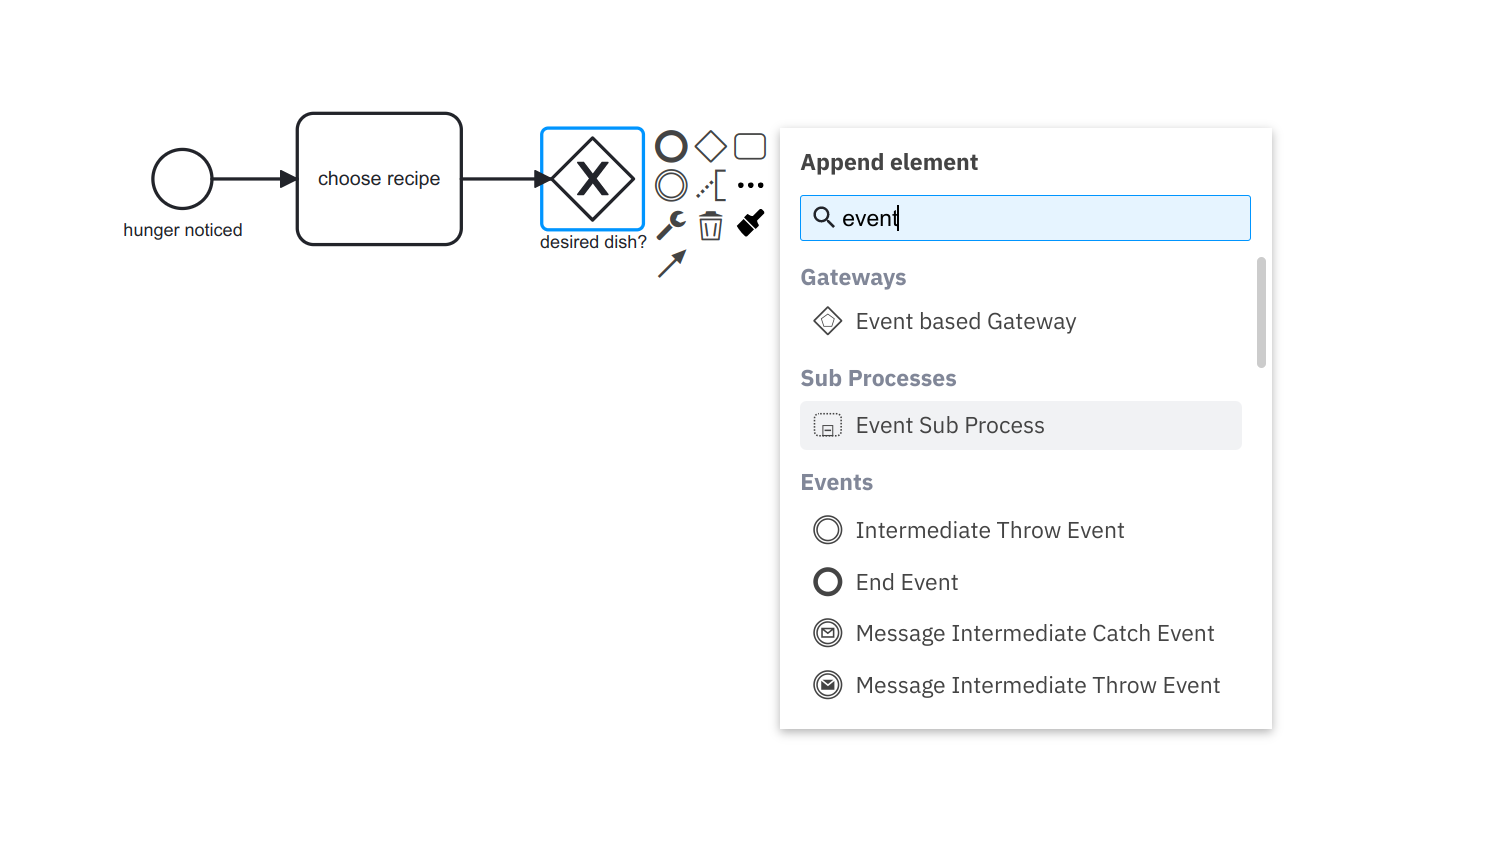 hunger noticed
choose recipe
X
desired dish?
Append element
event
Gateways
Event based Gateway
Sub Processes
Event Sub Process
Events
Intermediate Throw Event
End Event
Message Intermediate Catch Event
Message Intermediate Throw Event